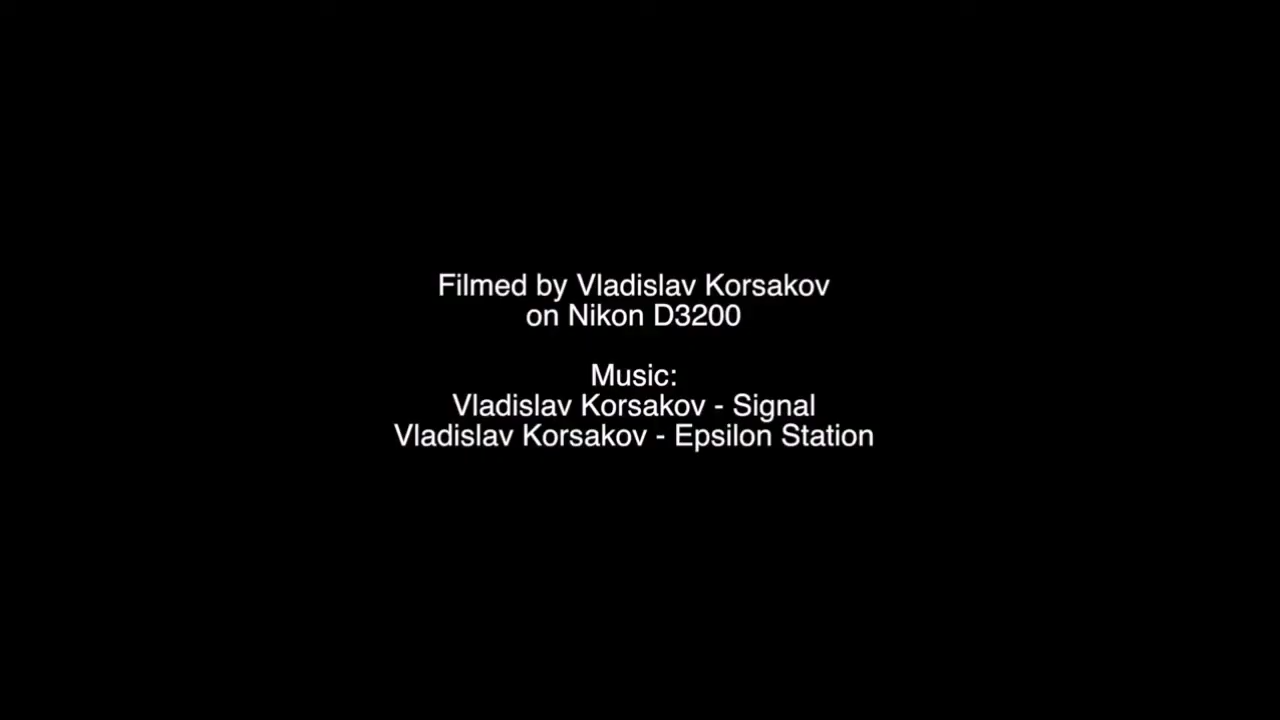 Filmed by Vladislav Korsakov
on Nikon D3200
Music:
Vladislav Korsakov - Signal
Vladislav Korsakov - Epsilon Station